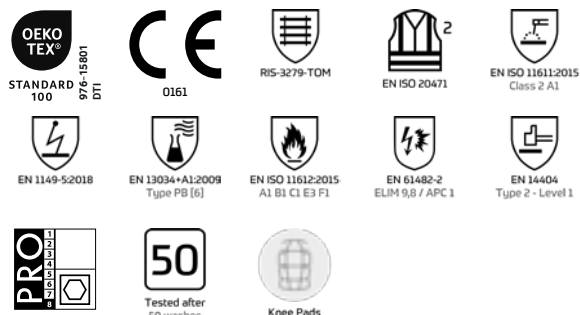 OEKO
TEX®
STANDARD
100
976-15801
DTI
CE
0161
RIS-3279-TOM
2
EN ISO 20471
EN ISO 11611:2015
Class 2 A1
EN 1149-5:2018
EN 13034+A1:2009
Type PB [6]
EN ISO 11612:2015
A1 B1 C1 E3 F1
EN 61482-2
ELIM 9,8 / APC 1
EN 14404
Type 2 - Level 1
PRO
1
2
3
4
5
6
7
8
50
Tested after
50 washes
Knee Pads